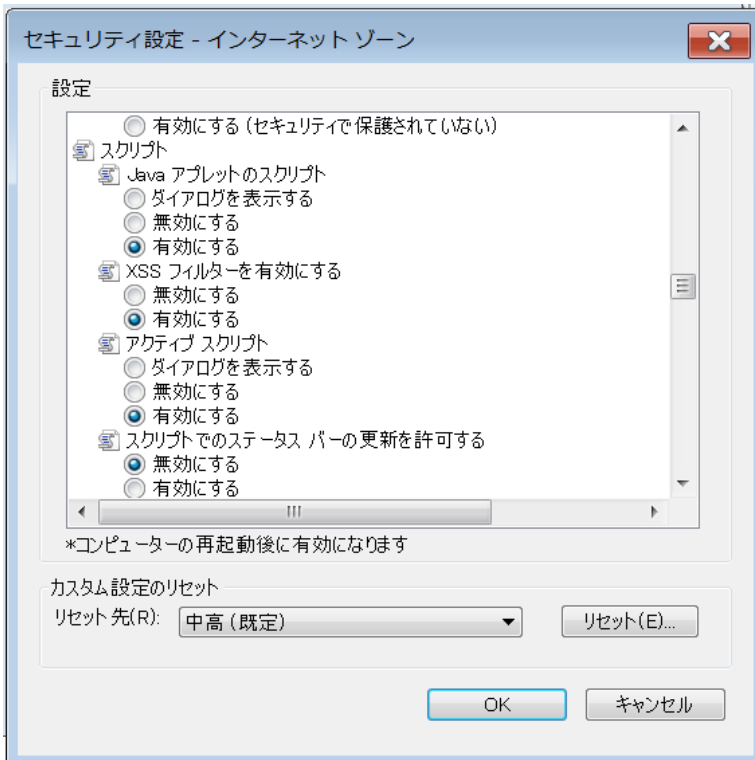 セキュリティ設定 - インターネット ゾーン
設定
有効にする (セキュリティで保護されていない)
スクリプト
Java アプレットのスクリプト
ダイアログを表示する
無効にする
有効にする
XSS フィルターを有効にする
無効にする
有効にする
アクティブ スクリプト
ダイアログを表示する
無効にする
有効にする
スクリプトでのステータス バーの更新を許可する
無効にする
有効にする
*コンピューターの再起動後に有効になります
カスタム設定のリセット
リセット先(R): 中高 (既定) リセット(E)...
OK キャンセル